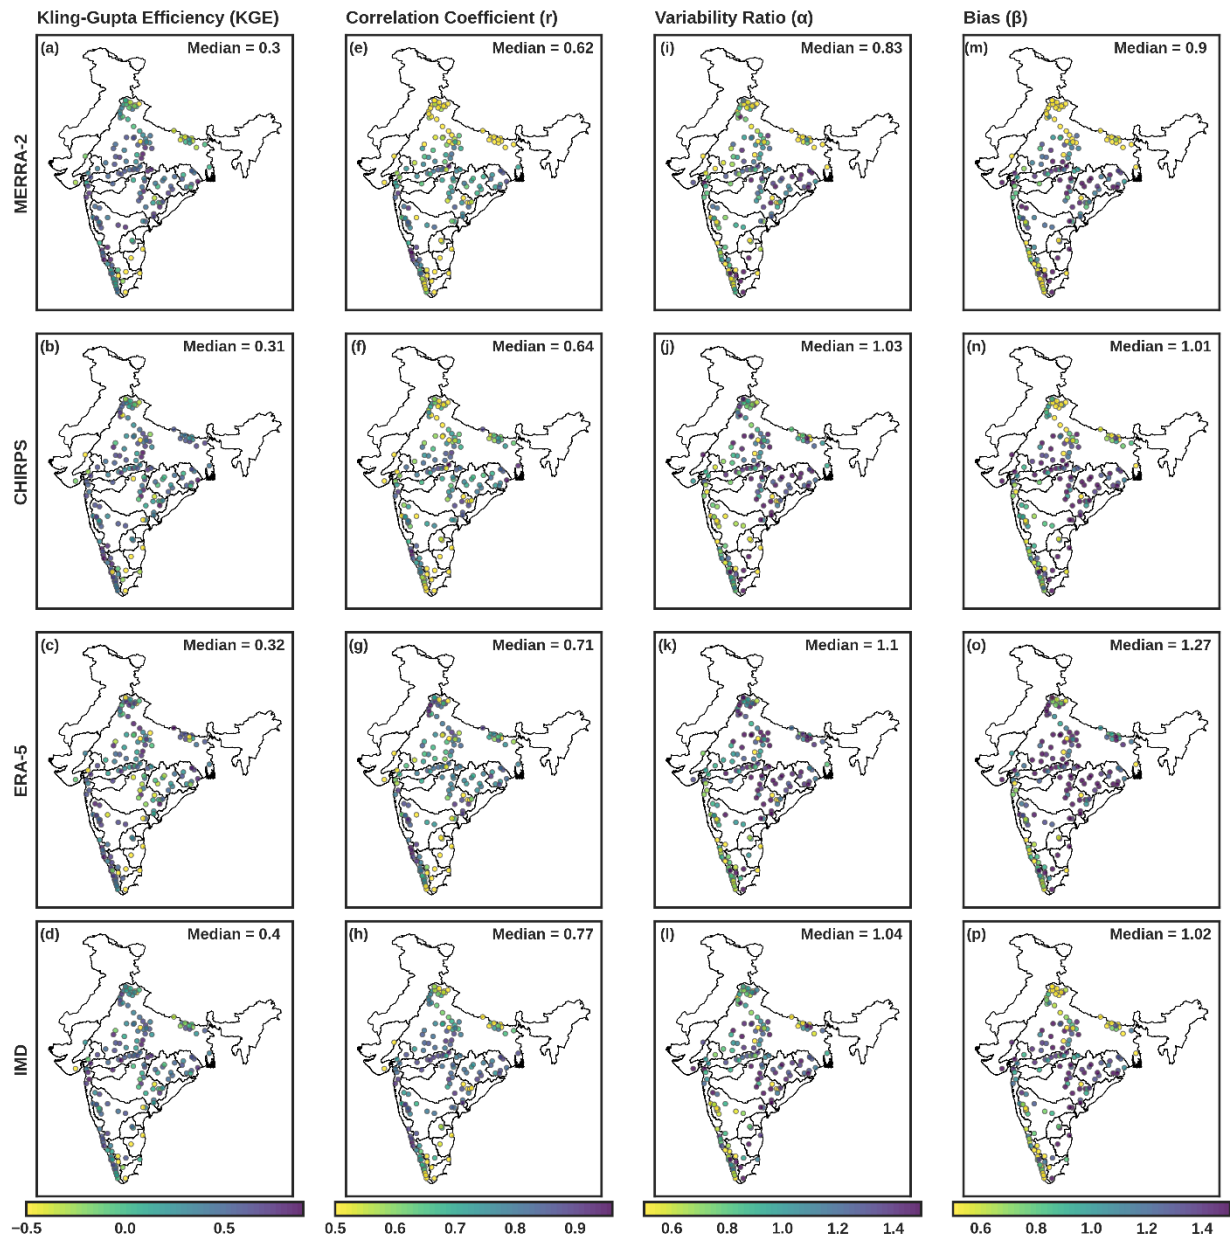 Kling-Gupta Efficiency (KGE) Correlation Coefficient (r) Variability Ratio (α) Bias (β)
MERRA-2
(a) Median = 0.3
(e) Median = 0.62
(i) Median = 0.83
(m) Median = 0.9
CHIRPS
(b) Median = 0.31
(f) Median = 0.64
(j) Median = 1.03
(n) Median = 1.01
ERA-5
(c) Median = 0.32
(g) Median = 0.71
(k) Median = 1.1
(o) Median = 1.27
IMD
(d) Median = 0.4
(h) Median = 0.77
(l) Median = 1.04
(p) Median = 1.02
−0.5 0.0 0.5
0.5 0.6 0.7 0.8 0.9
0.6 0.8 1.0 1.2 1.4
0.6 0.8 1.0 1.2 1.4